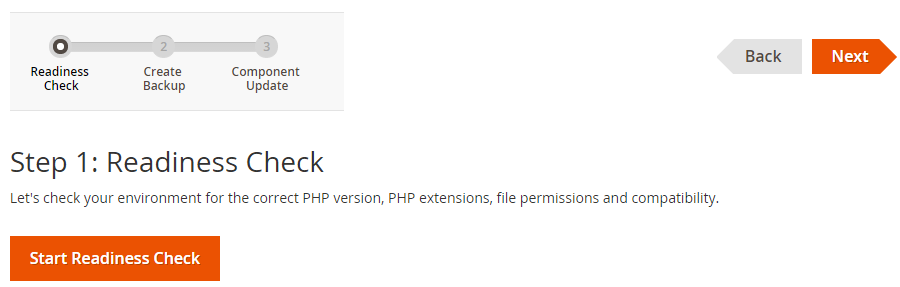 2
3
Readiness
Check
Create
Backup
Component
Update
Back
Next
Step 1: Readiness Check
Let's check your environment for the correct PHP version, PHP extensions, file permissions and compatibility.
Start Readiness Check